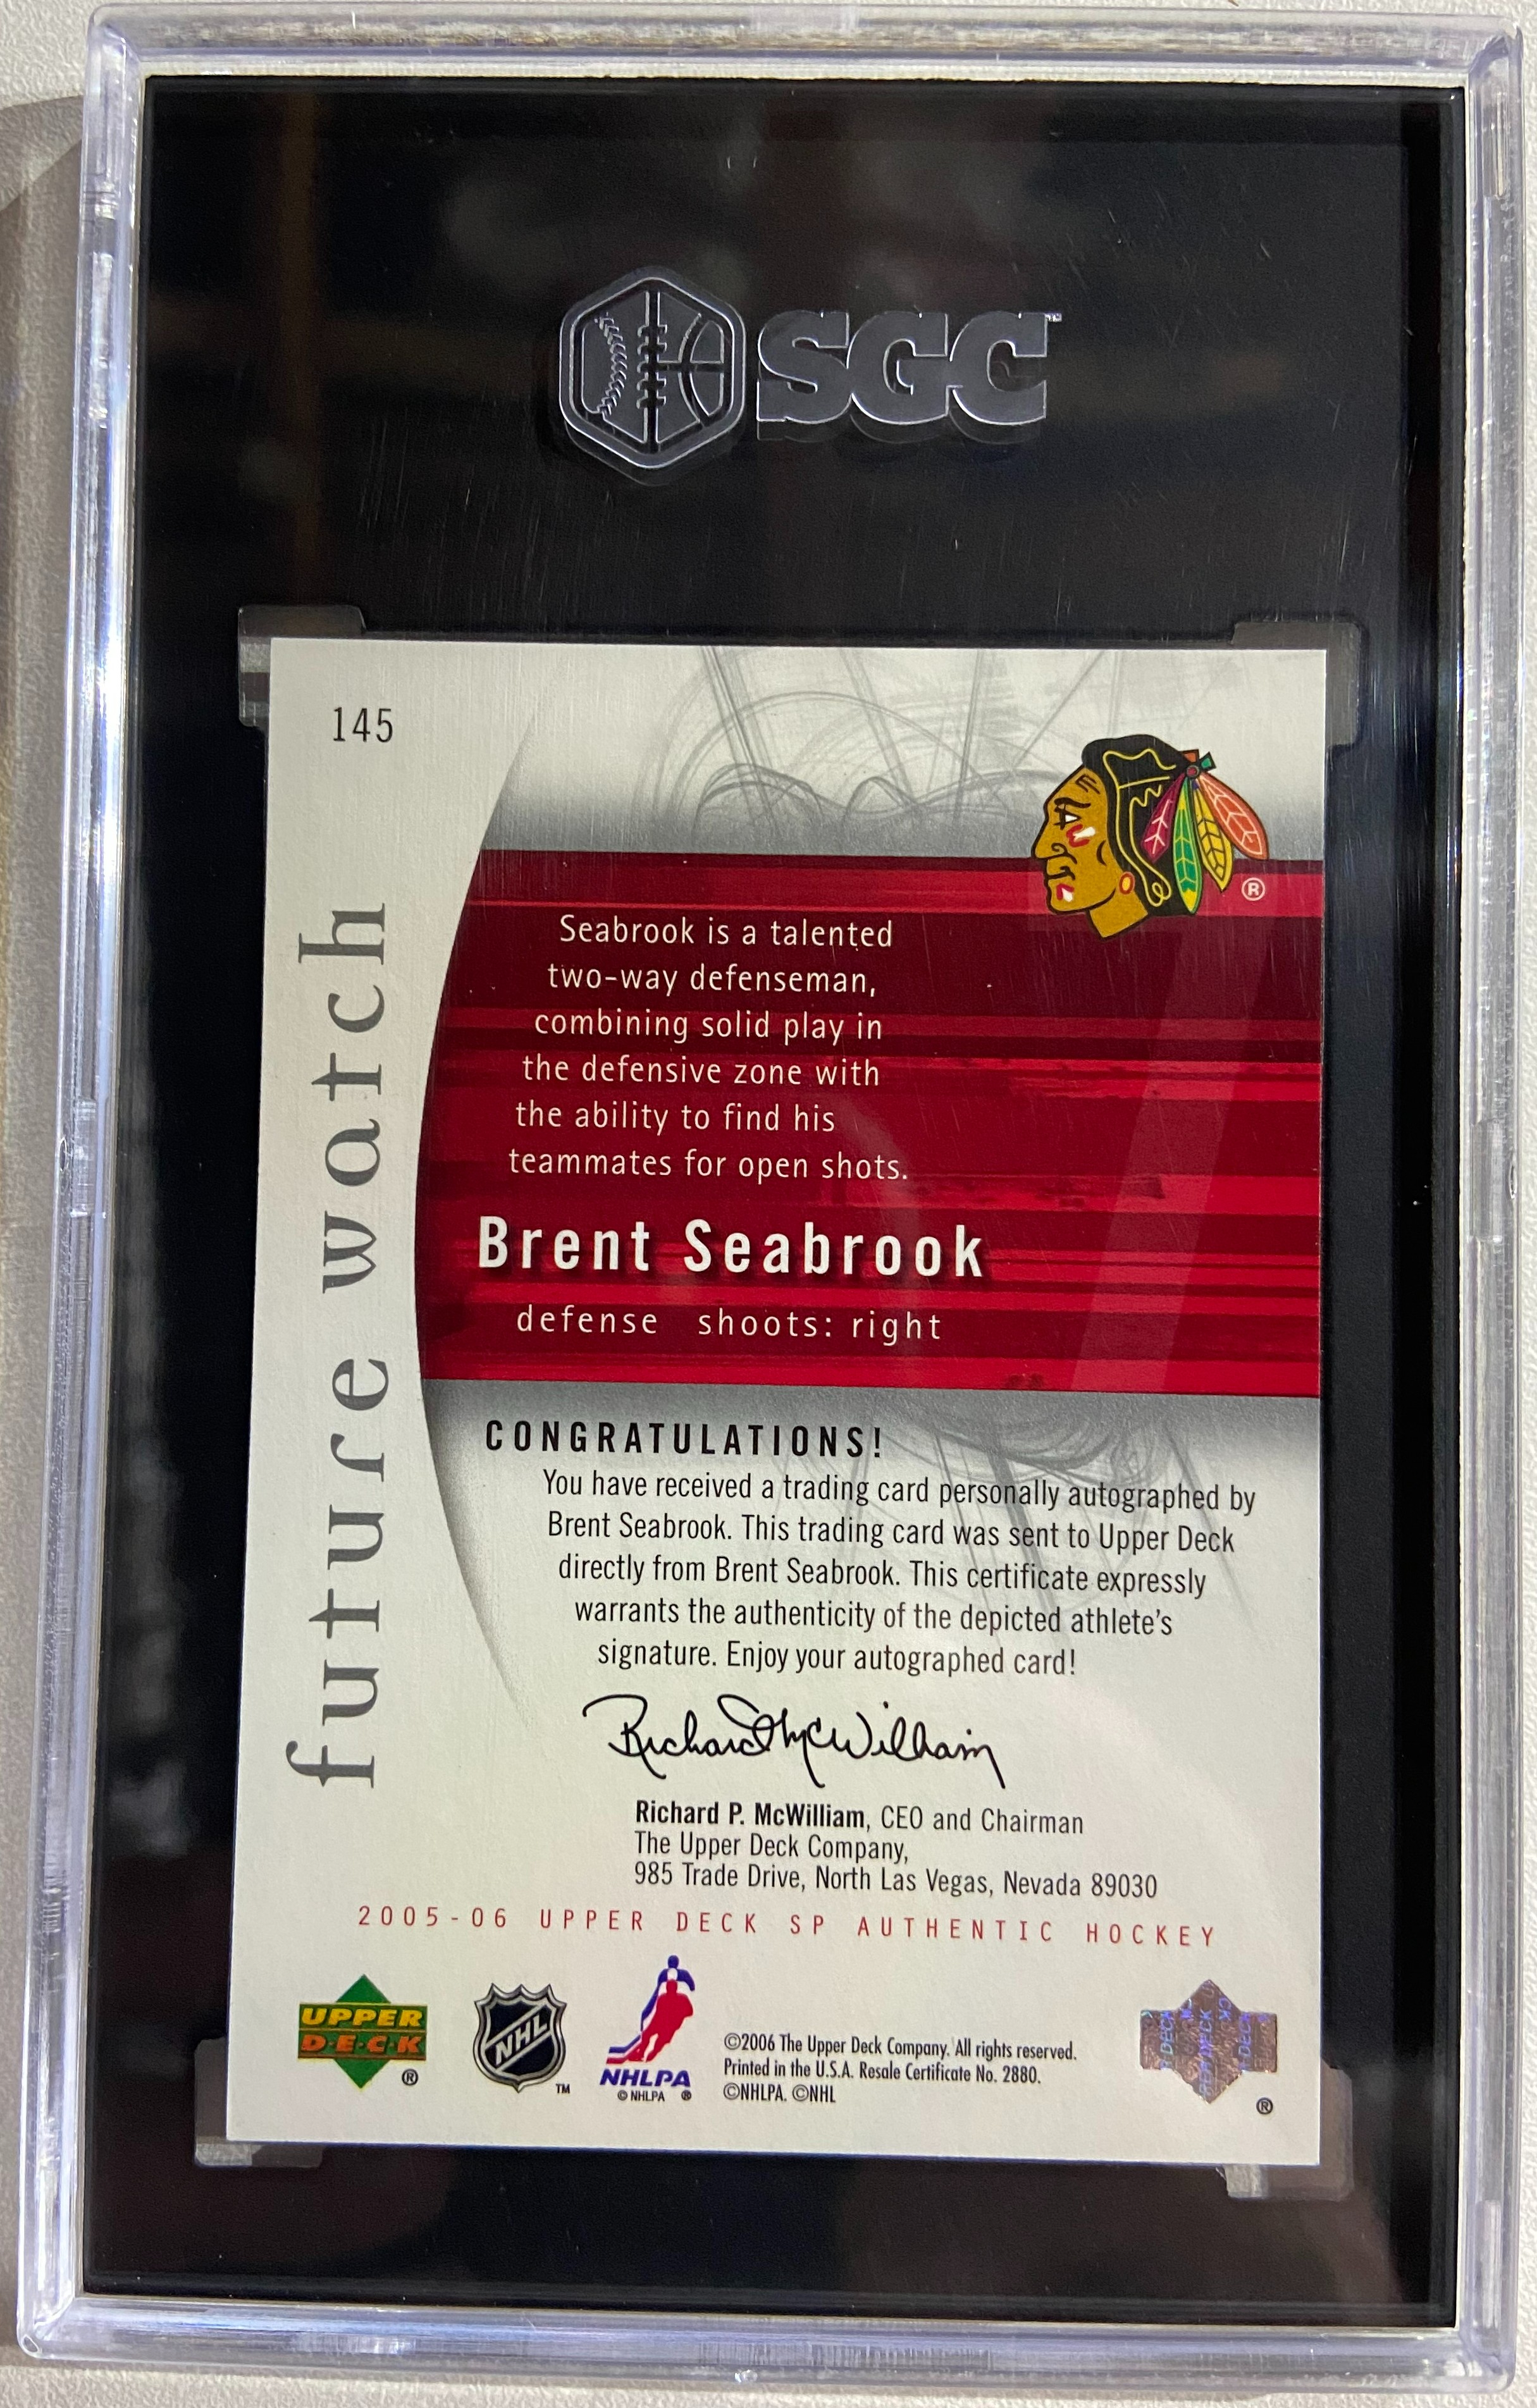 SGC™
145
future watch
®
Seabrook is a talented
two-way defenseman,
combining solid play in
the defensive zone with
the ability to find his
teammates for open shots.
Brent Seabrook
defense shoots: right
CONGRATULATIONS!
You have received a trading card personally autographed by
Brent Seabrook. This trading card was sent to Upper Deck
directly from Brent Seabrook. This certificate expressly
warrants the authenticity of the depicted athlete's
signature. Enjoy your autographed card!
Richard McWilliam
Richard P. McWilliam, CEO and Chairman
The Upper Deck Company,
985 Trade Drive, North Las Vegas, Nevada 89030
2005-06 UPPER DECK SP AUTHENTIC HOCKEY
UPPER
D·E·C·K
®
NHL
™
NHLPA
© NHLPA ®
©2006 The Upper Deck Company. All rights reserved.
Printed in the U.S.A. Resale Certificate No. 2880.
©NHLPA. ©NHL
®